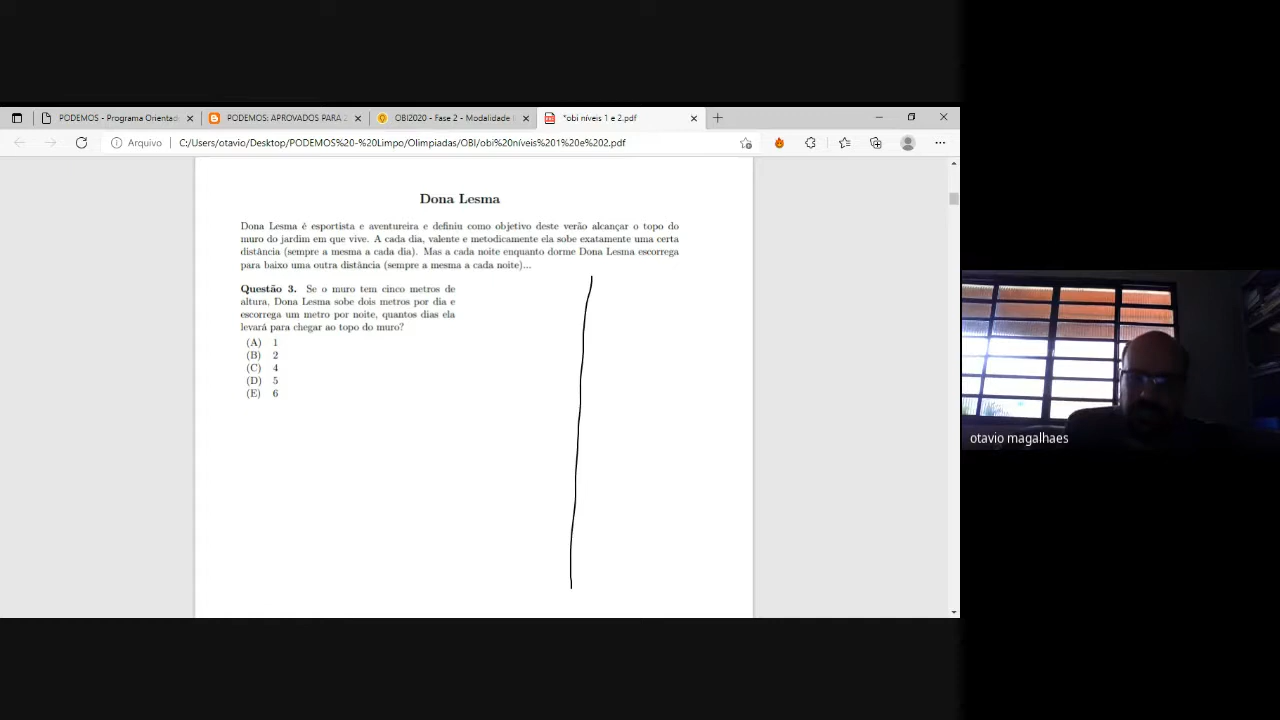 PODEMOS - Programa Orientad
PODEMOS: APROVADOS PARA
OBI2020 - Fase 2 - Modalidade
*obi níveis 1 e 2.pdf
Arquivo
C:/Users/otavio/Desktop/PODEMOS%20-%20Limpo/Olimpiadas/OBI/obi%20níveis%201%20e%202.pdf
Dona Lesma
Dona Lesma é esportista e aventureira e definiu como objetivo deste verão alcançar o topo do
muro do jardim em que vive. A cada dia, valente e metodicamente ela sobe exatamente uma certa
distância (sempre a mesma a cada dia). Mas a cada noite enquanto dorme Dona Lesma escorrega
para baixo uma outra distância (sempre a mesma a cada noite)...
Questão 3. Se o muro tem cinco metros de
altura, Dona Lesma sobe dois metros por dia e
escorrega um metro por noite, quantos dias ela
levará para chegar ao topo do muro?
(A) 1
(B) 2
(C) 4
(D) 5
(E) 6
otavio magalhaes